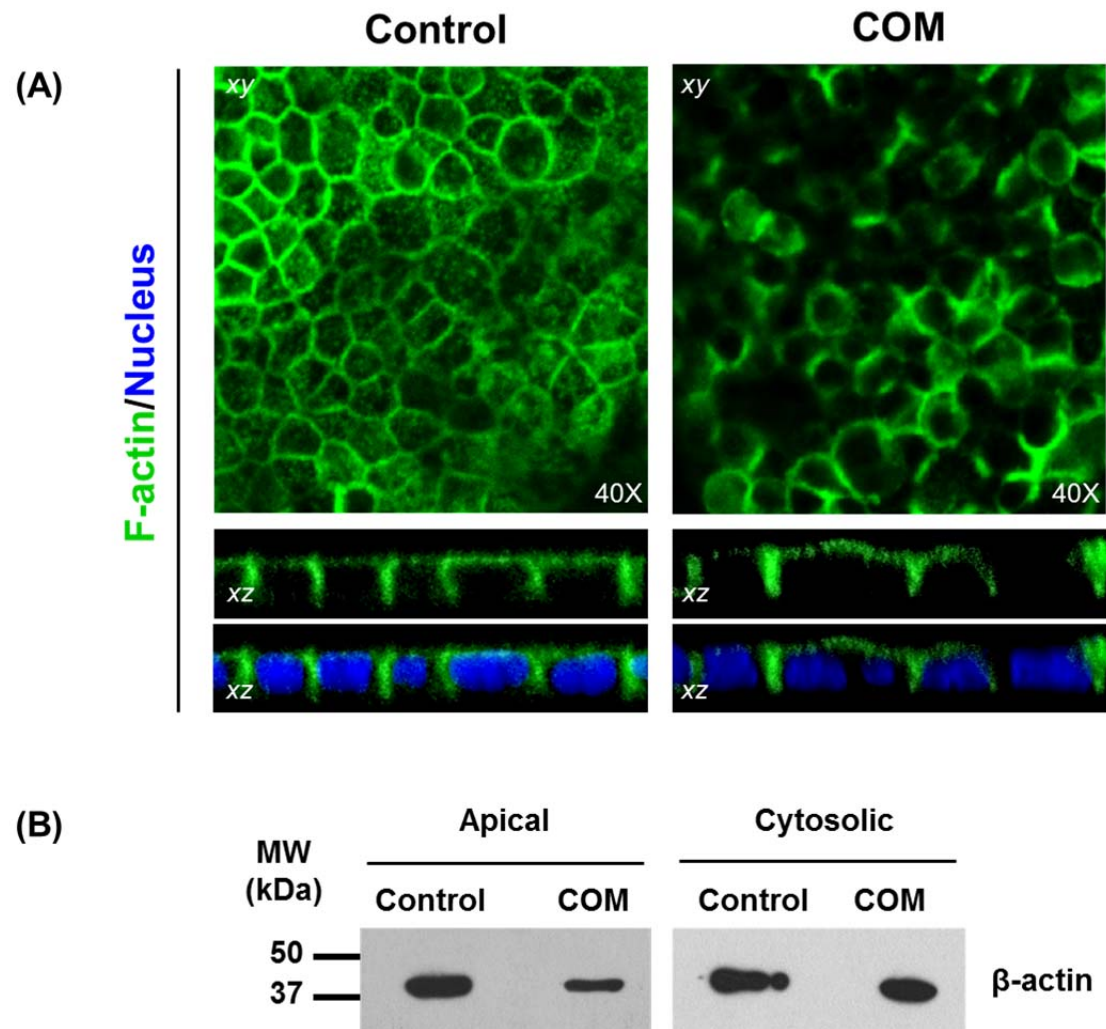 Control COM
(A)
F-actin/Nucleus
xy xy
40X 40X
xz xz
xz xz
(B)
Apical Cytosolic
MW
(kDa)
Control COM Control COM
50
37
β-actin